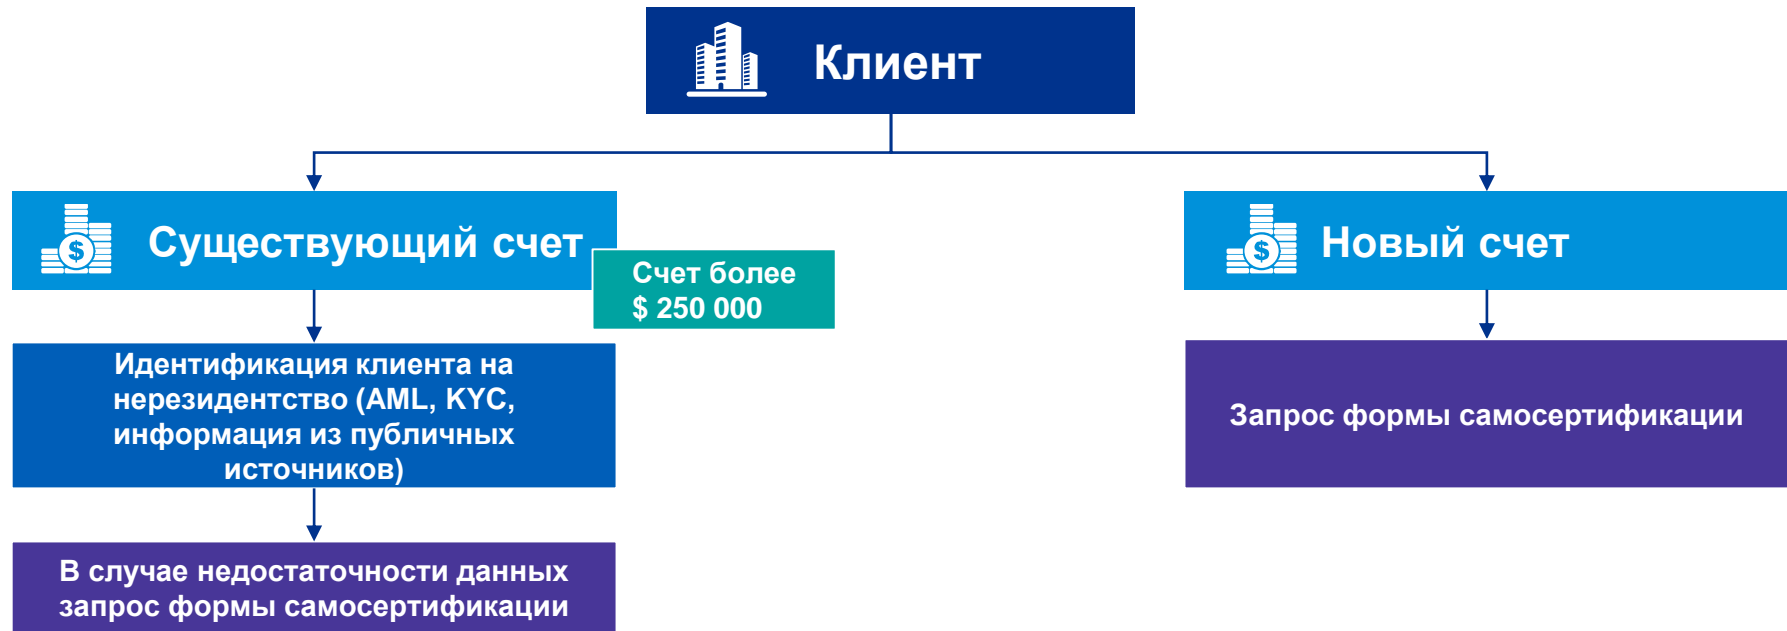 Клиент
Существующий счет
Счет более
$ 250 000
Новый счет
Идентификация клиента на
нерезидентство (AML, KYC,
информация из публичных
источников)
Запрос формы самосертификации
В случае недостаточности данных
запрос формы самосертификации